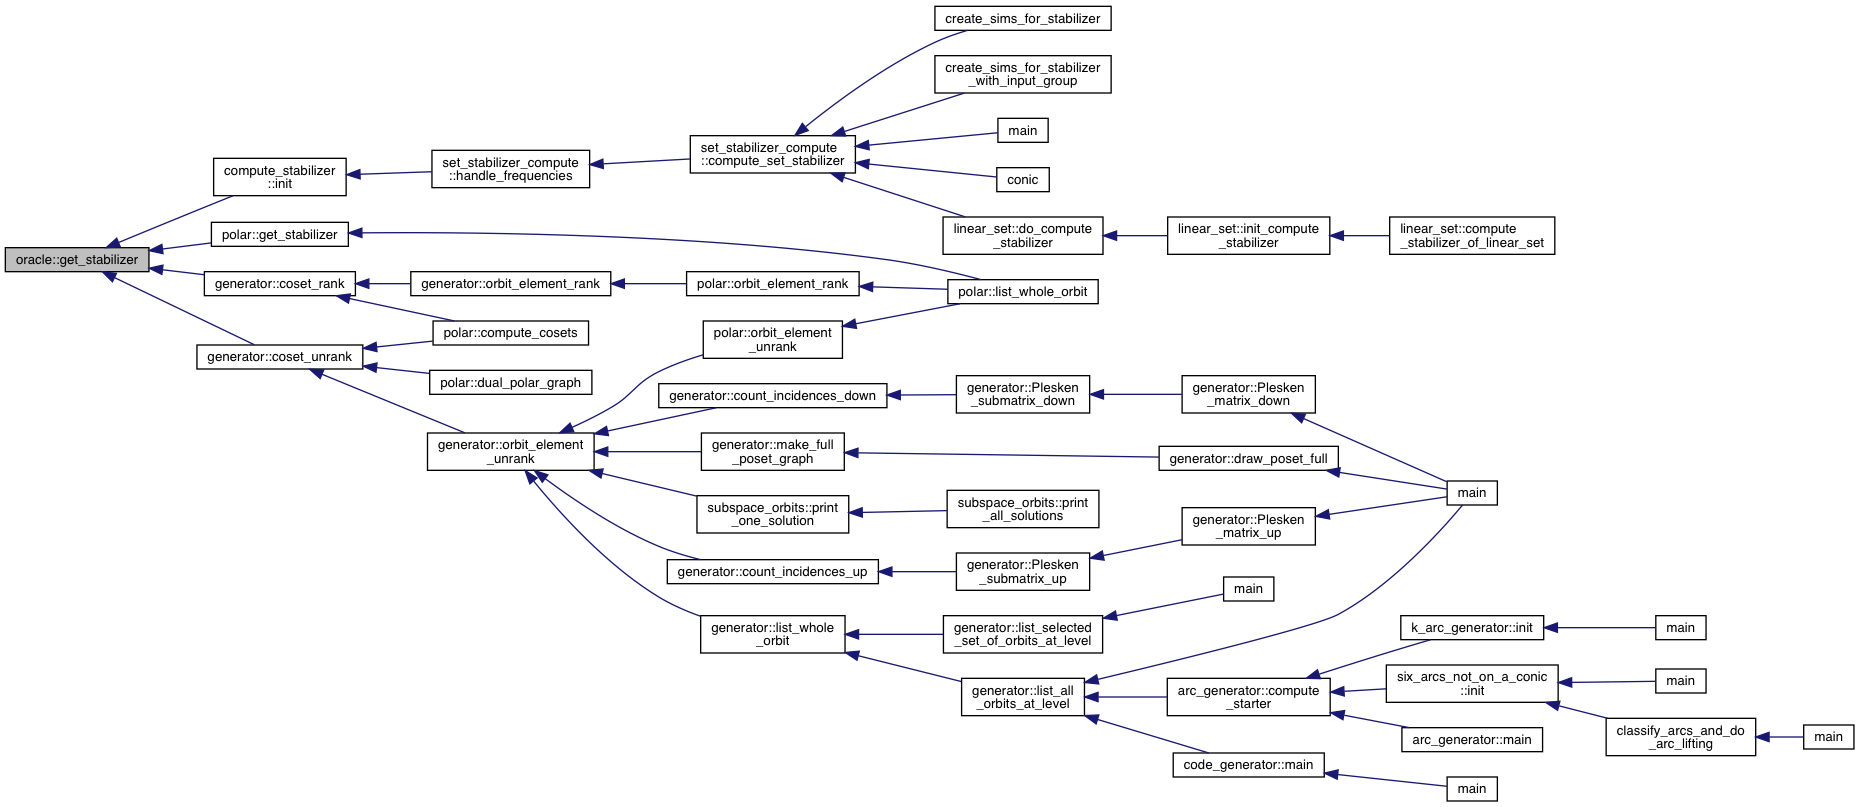 create_sims_for_stabilizer
create_sims_for_stabilizer
_with_input_group
main
set_stabilizer_compute
::compute_set_stabilizer
set_stabilizer_compute
::handle_frequencies
compute_stabilizer
::init
conic
linear_set::do_compute
_stabilizer
linear_set::init_compute
_stabilizer
linear_set::compute
_stabilizer_of_linear_set
polar::get_stabilizer
oracle::get_stabilizer
generator::coset_rank
generator::orbit_element_rank
polar::orbit_element_rank
polar::list_whole_orbit
polar::compute_cosets
polar::orbit_element
_unrank
generator::coset_unrank
polar::dual_polar_graph
generator::count_incidences_down
generator::Plesken
_submatrix_down
generator::Plesken
_matrix_down
generator::orbit_element
_unrank
generator::make_full
_poset_graph
generator::draw_poset_full
main
subspace_orbits::print
_one_solution
subspace_orbits::print
_all_solutions
generator::Plesken
_matrix_up
generator::count_incidences_up
generator::Plesken
_submatrix_up
main
generator::list_whole
_orbit
generator::list_selected
_set_of_orbits_at_level
k_arc_generator::init
main
generator::list_all
_orbits_at_level
arc_generator::compute
_starter
six_arcs_not_on_a_conic
::init
main
arc_generator::main
classify_arcs_and_do
_arc_lifting
main
code_generator::main
main